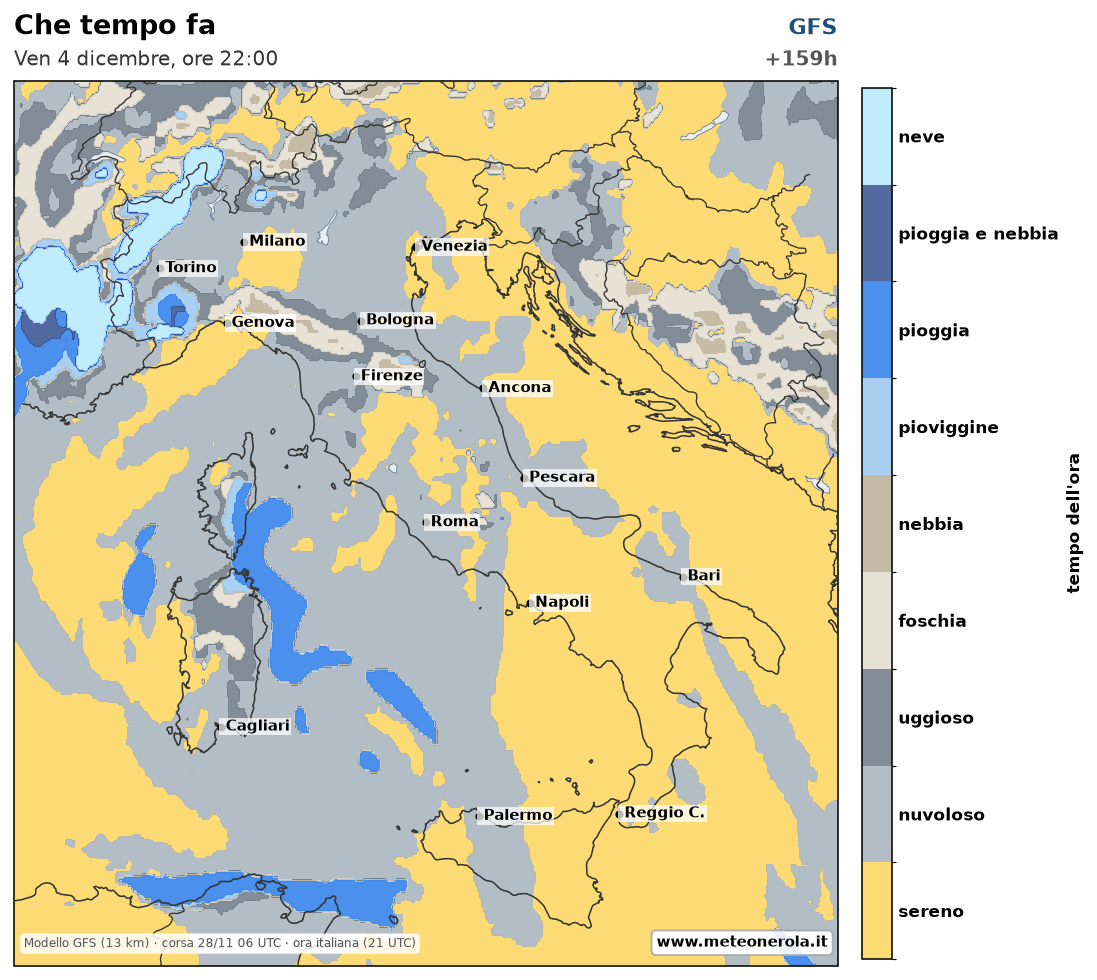 Che tempo fa
GFS
Ven 4 dicembre, ore 22:00
+159h
neve
pioggia e nebbia
pioggia
pioviggine
nebbia
foschia
uggioso
nuvoloso
sereno
tempo dell'ora
Milano
Venezia
Torino
Genova
Bologna
Firenze
Ancona
Pescara
Roma
Bari
Napoli
Cagliari
Palermo
Reggio C.
Modello GFS (13 km) · corsa 28/11 06 UTC · ora italiana (21 UTC)
www.meteonerola.it